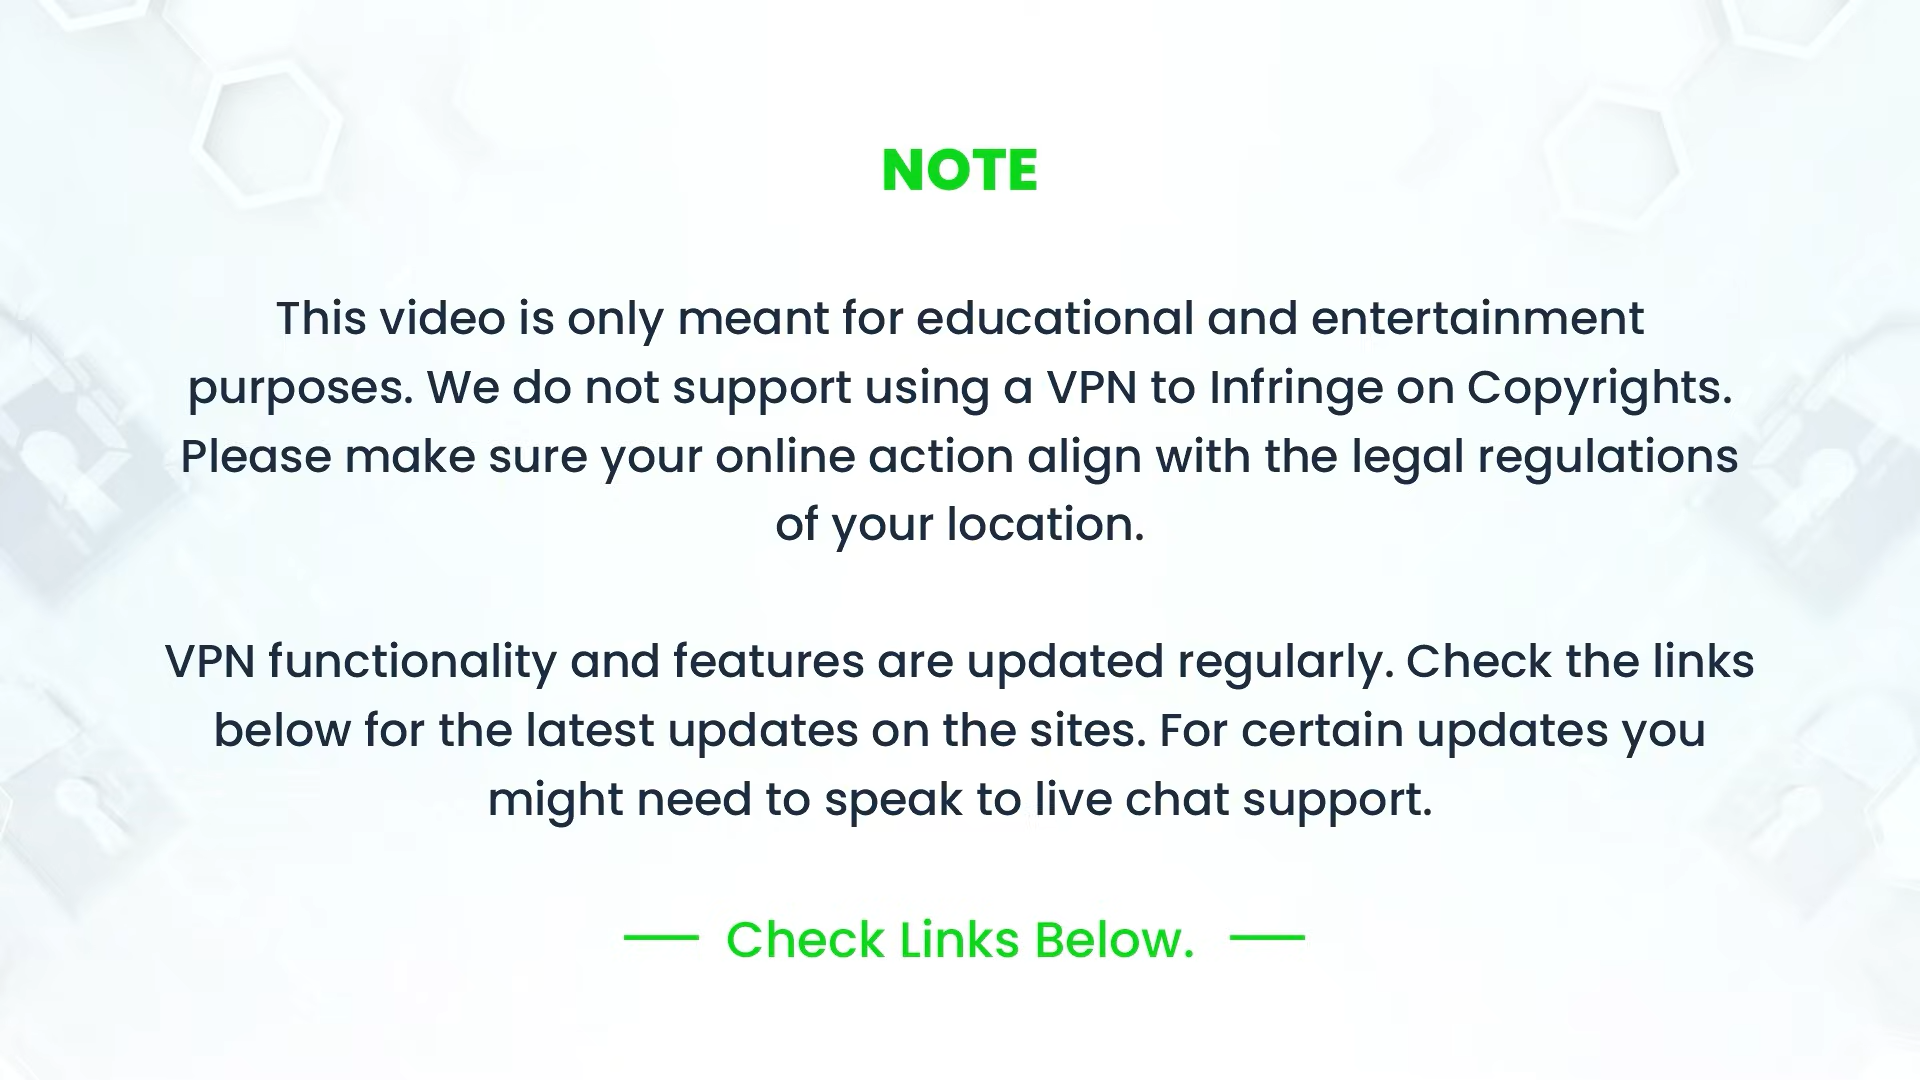 NOTE
This video is only meant for educational and entertainment
purposes. We do not support using a VPN to Infringe on Copyrights.
Please make sure your online action align with the legal regulations
of your location.
VPN functionality and features are updated regularly. Check the links
below for the latest updates on the sites. For certain updates you
might need to speak to live chat support.
Check Links Below.